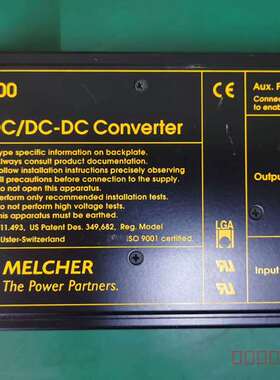 00
C/DC-DC Converter
ype specific information on backplate.
lways consult product documentation.
ollow installation instructions precisely observing
ll precautions before connection to the supply.
o not open this apparatus.
erform only recommended installation tests.
o not perform high voltage tests.
his apparatus must be earthed.
11.493, US Patent Des. 349,682, Reg. Model
Uster-Switzerland
ISO 9001 certified.
LGA
MELCHER
The Power Partners.
CE
Aux. F
Connec
to enab
Outpu
Input